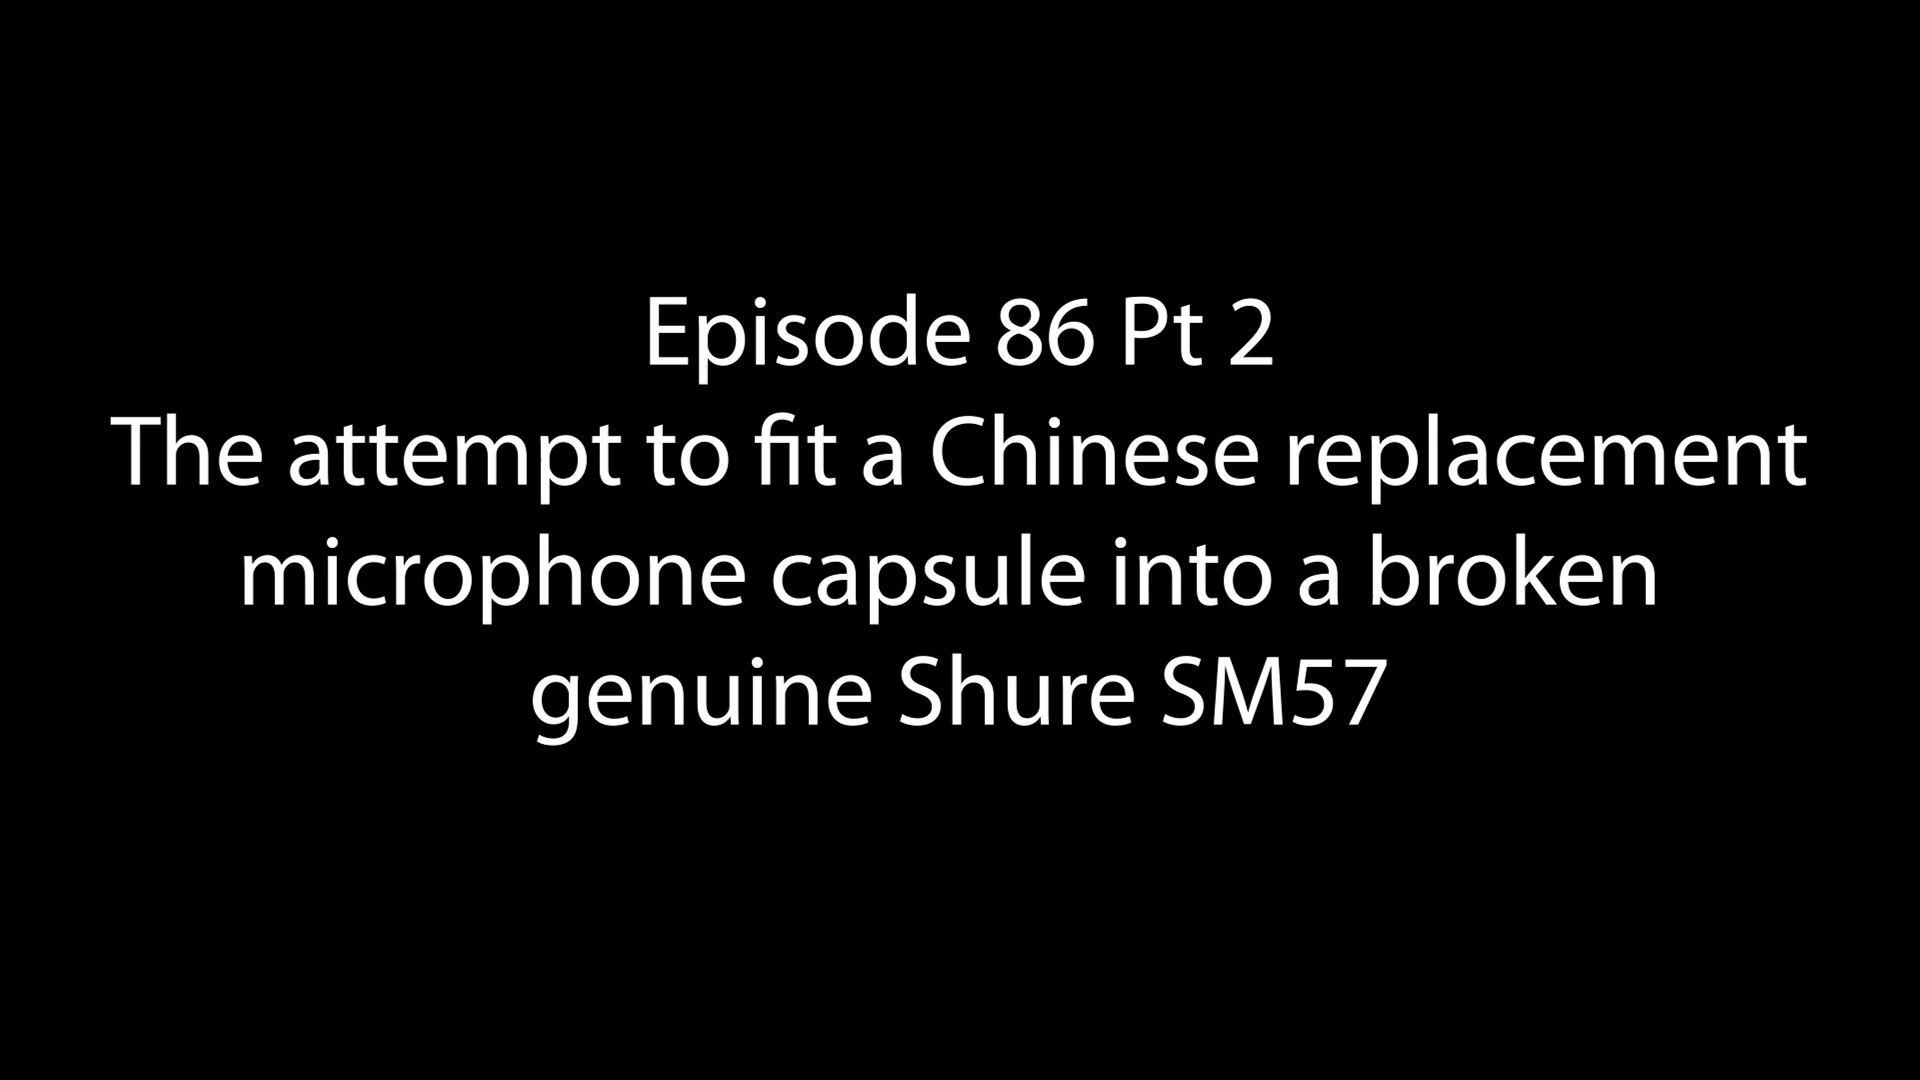 Episode 86 Pt 2
The attempt to fit a Chinese replacement
microphone capsule into a broken
genuine Shure SM57